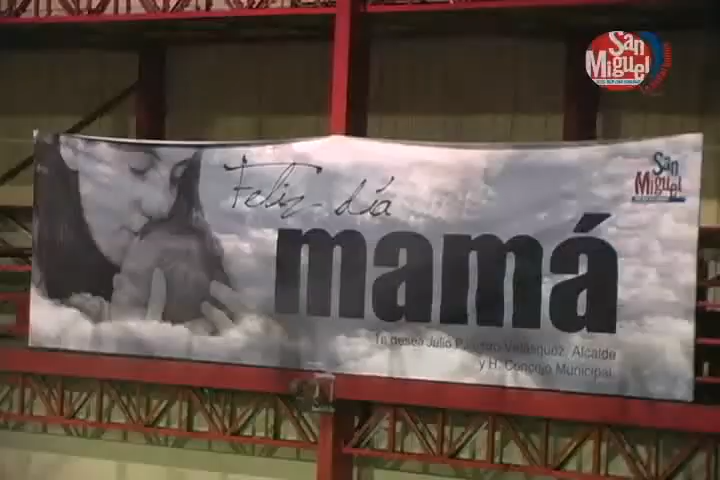 San
Miguel
Feliz día
mamá
San
Miguel
Te desea Julio Velásquez, Alcalde
y H. Concejo Municipal